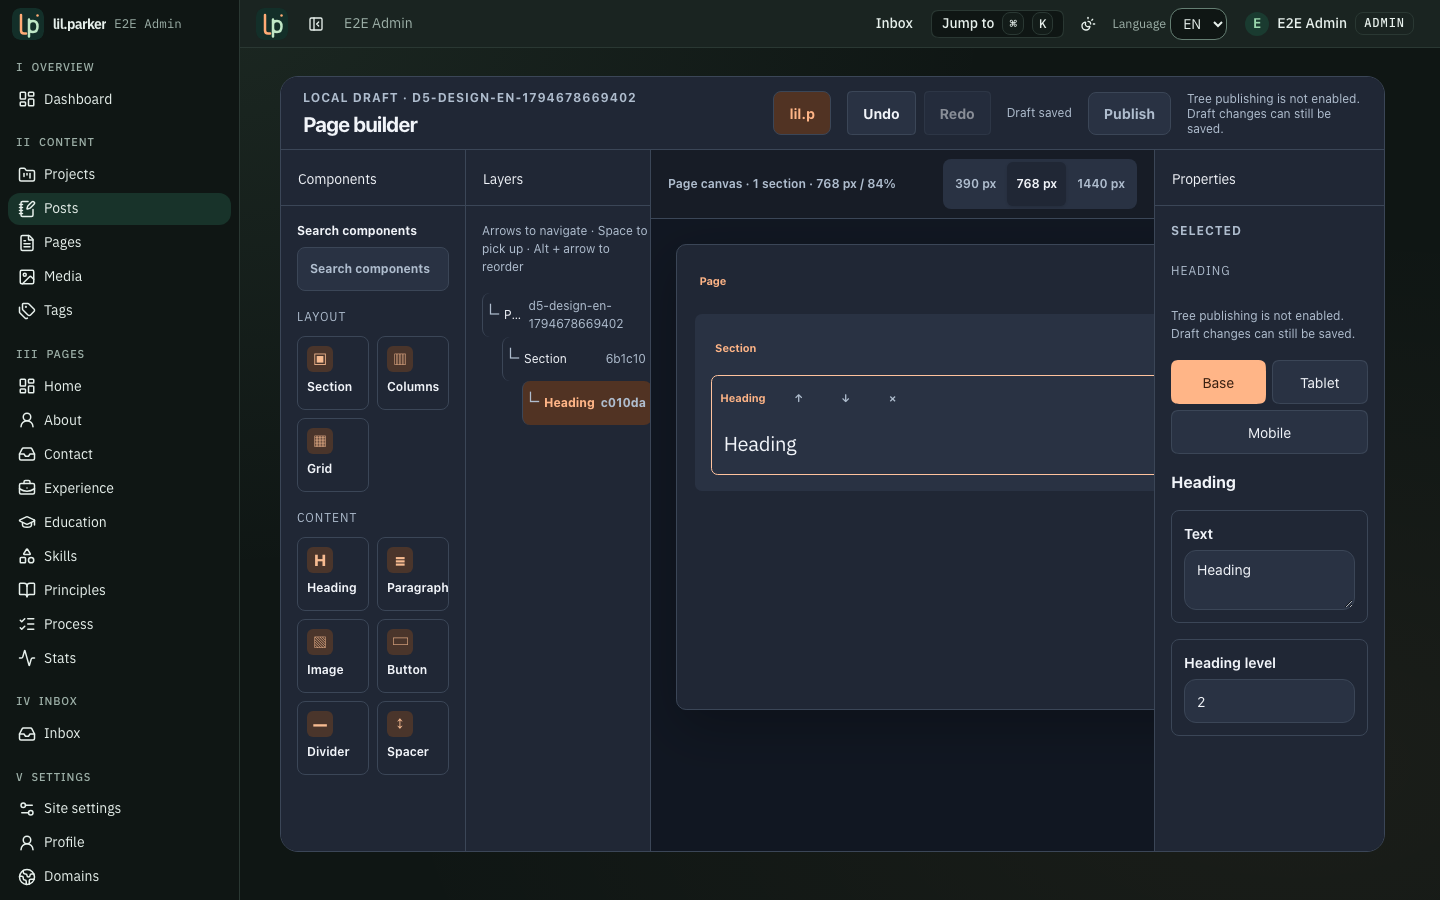 lp lil.parker E2E Admin
I OVERVIEW
Dashboard
II CONTENT
Projects
Posts
Pages
Media
Tags
III PAGES
Home
About
Contact
Experience
Education
Skills
Principles
Process
Stats
IV INBOX
Inbox
V SETTINGS
Site settings
Profile
Domains
lp E2E Admin Inbox Jump to ⌘ K Language EN E E2E Admin ADMIN
LOCAL DRAFT · D5-DESIGN-EN-1794678669402
Page builder
lil.p Undo Redo Draft saved Publish
Tree publishing is not enabled.
Draft changes can still be
saved.
Components
Search components
Search components
LAYOUT
Section Columns
Grid
CONTENT
H
Heading Paragraph
Image Button
Divider Spacer
Layers
Arrows to navigate · Space to
pick up · Alt + arrow to
reorder
P... d5-design-en-
1794678669402
Section 6b1c10
Heading c010da
Page canvas · 1 section · 768 px / 84% 390 px 768 px 1440 px
Page
Section
Heading ↑ ↓ ×
Heading
Properties
SELECTED
HEADING
Tree publishing is not enabled.
Draft changes can still be saved.
Base Tablet
Mobile
Heading
Text
Heading
Heading level
2